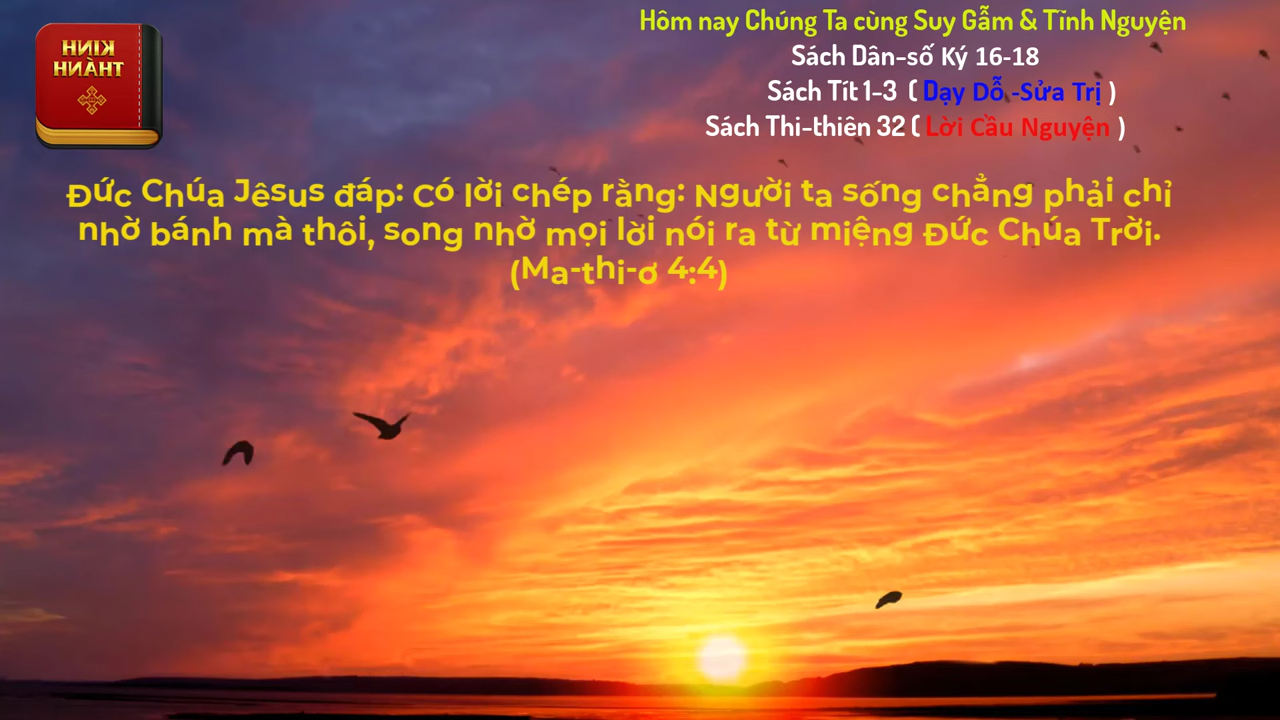 Hôm nay Chúng Ta cùng Suy Gẫm & Tĩnh Nguyện
Sách Dân-số Ký 16-18
Sách Tít 1-3 ( Dạy Dỗ -Sửa Trị )
Sách Thi-thiên 32 ( Lời Cầu Nguyện )
KINH
THÁNH
Đức Chúa Jêsus đáp: Có lời chép rằng: Người ta sống chẳng phải chỉ
nhờ bánh mà thôi, song nhờ mọi lời nói ra từ miệng Đức Chúa Trời.
(Ma-thi-ơ 4:4)